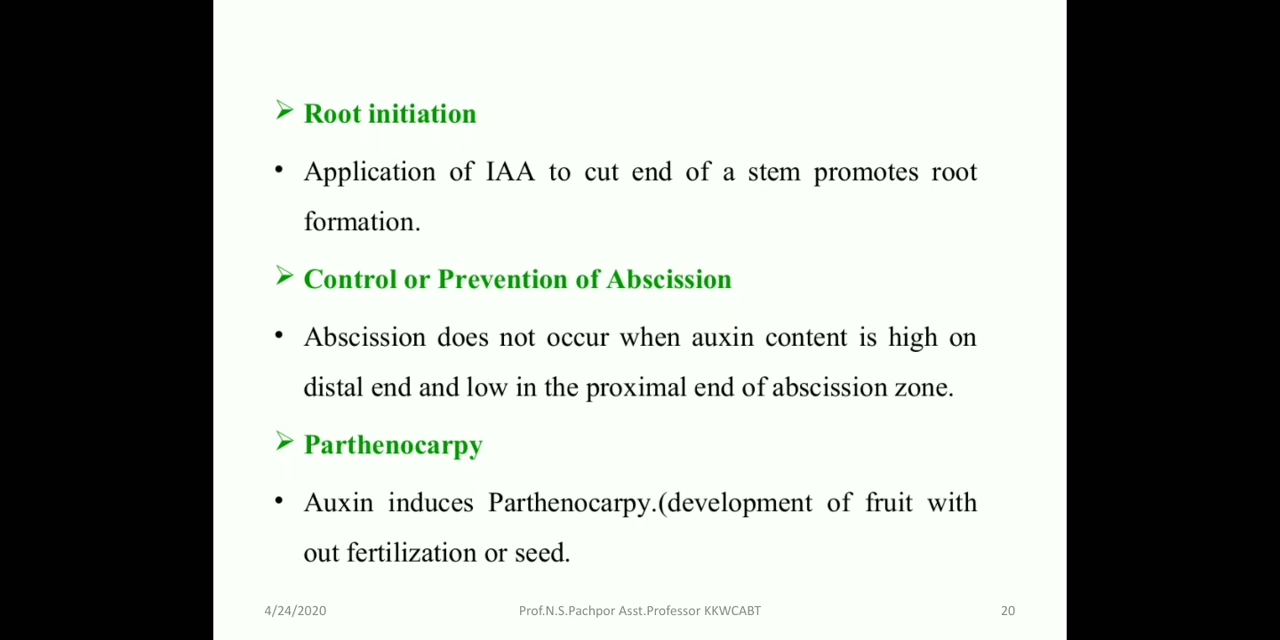 ➢ Root initiation
• Application of IAA to cut end of a stem promotes root
formation.
➢ Control or Prevention of Abscission
• Abscission does not occur when auxin content is high on
distal end and low in the proximal end of abscission zone.
➢ Parthenocarpy
• Auxin induces Parthenocarpy.(development of fruit with
out fertilization or seed.
4/24/2020 Prof.N.S.Pachpor Asst.Professor KKWCABT 20